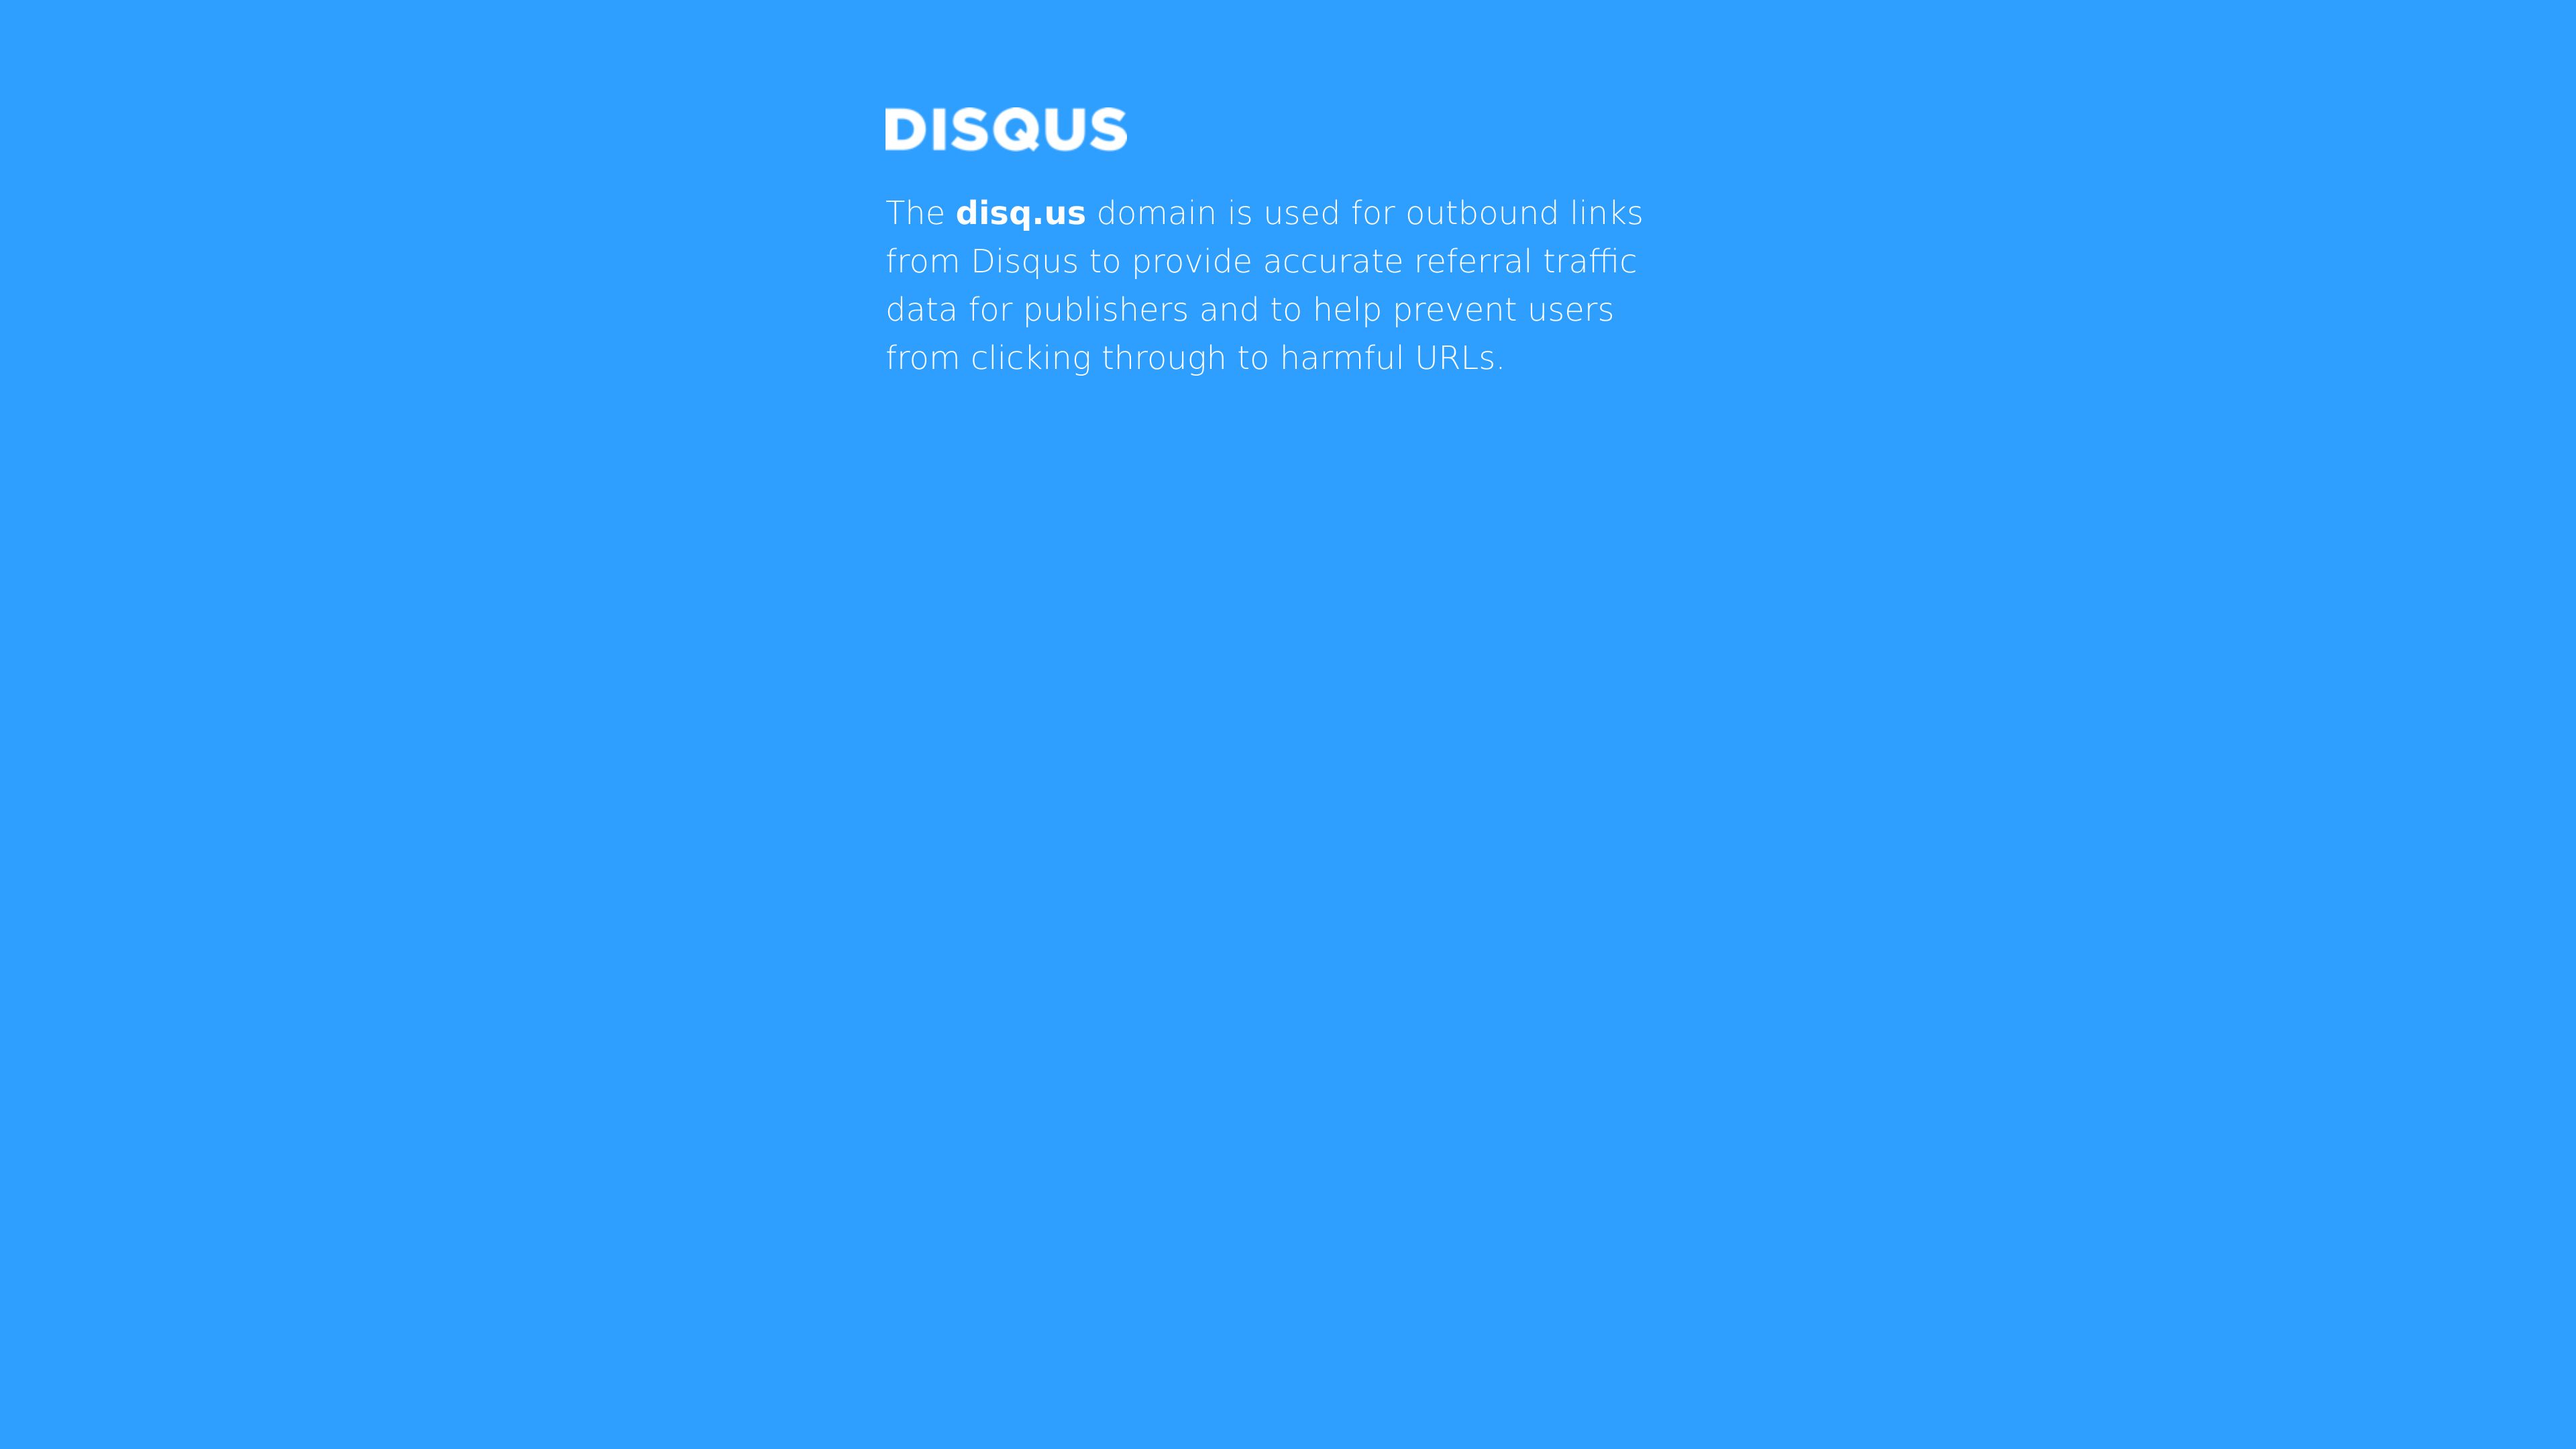 DISQUS
The disq.us domain is used for outbound links
from Disqus to provide accurate referral traffic
data for publishers and to help prevent users
from clicking through to harmful URLs.